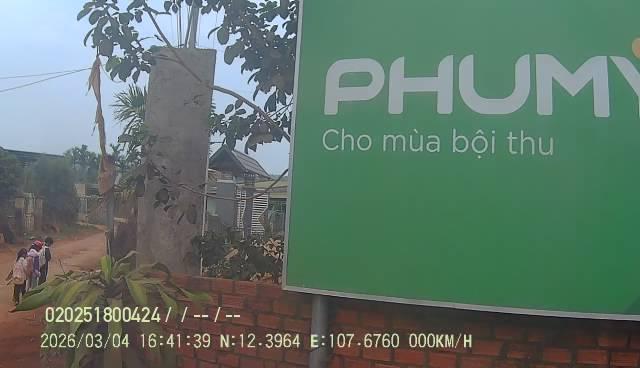 PHUMY
Cho mùa bội thu
020251800424/ / --/--
2026/03/04 16:41:39 N:12.3964 E:107.6760 000KM/H